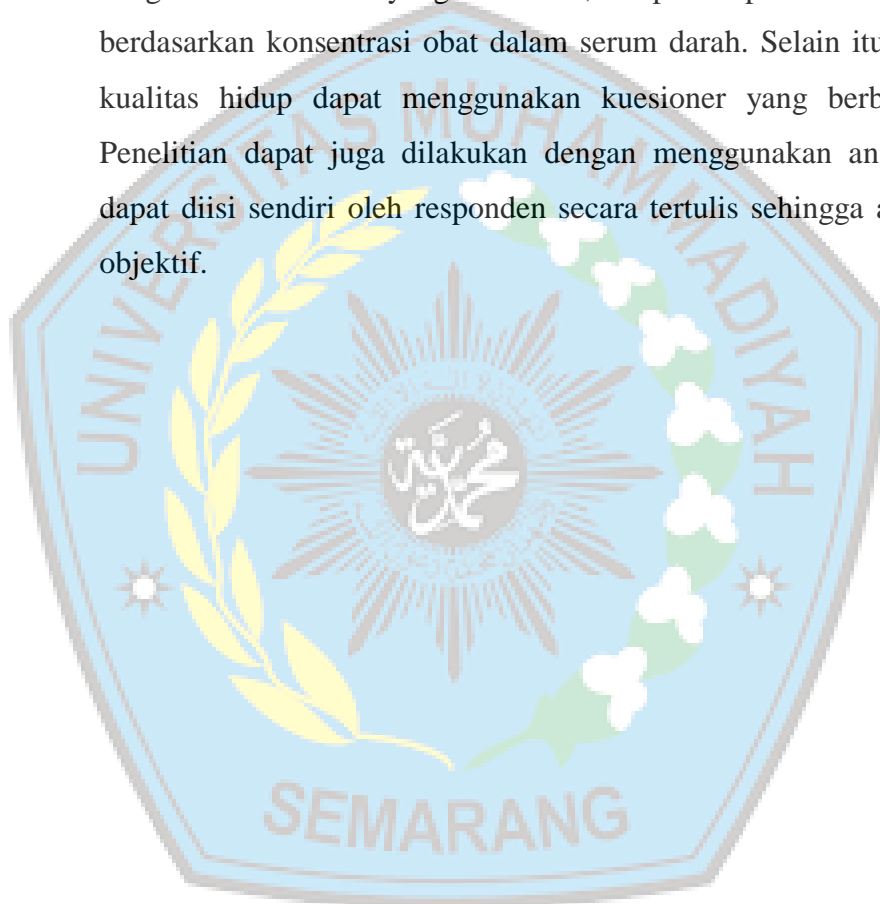 berdasarkan konsentrasi obat dalam serum darah. Selain itu
kualitas hidup dapat menggunakan kuesioner yang berb
Penelitian dapat juga dilakukan dengan menggunakan an
dapat diisi sendiri oleh responden secara tertulis sehingga a
objektif.
UNIVERSITAS MUHAMMADIYAH
محمدية
SEMARANG